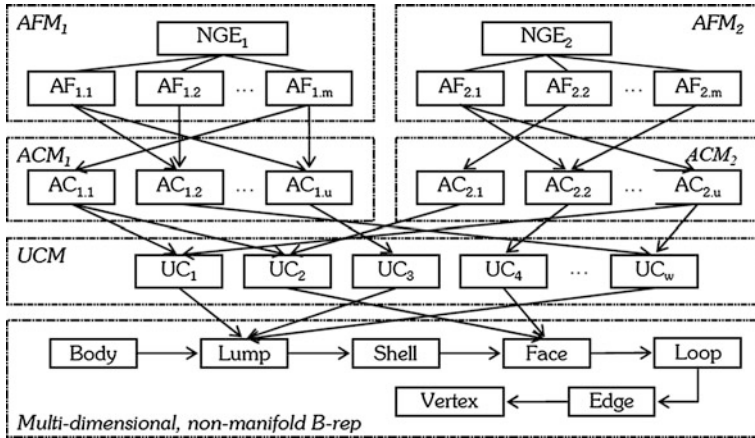 AFM₁
NGE₁
NGE₂
AFM₂
AF₁.₁ AF₁.₂ ... AF₁.ₘ
AF₂.₁ AF₂.₂ ... AF₂.ₘ
ACM₁
ACM₂
AC₁.₁ AC₁.₂ ... AC₁.ᵤ
AC₂.₁ AC₂.₂ ... AC₂.ᵤ
UCM
UC₁ UC₂ UC₃ UC₄ ... UCw
Body Lump Shell Face Loop
Vertex Edge
Multi-dimensional, non-manifold B-rep